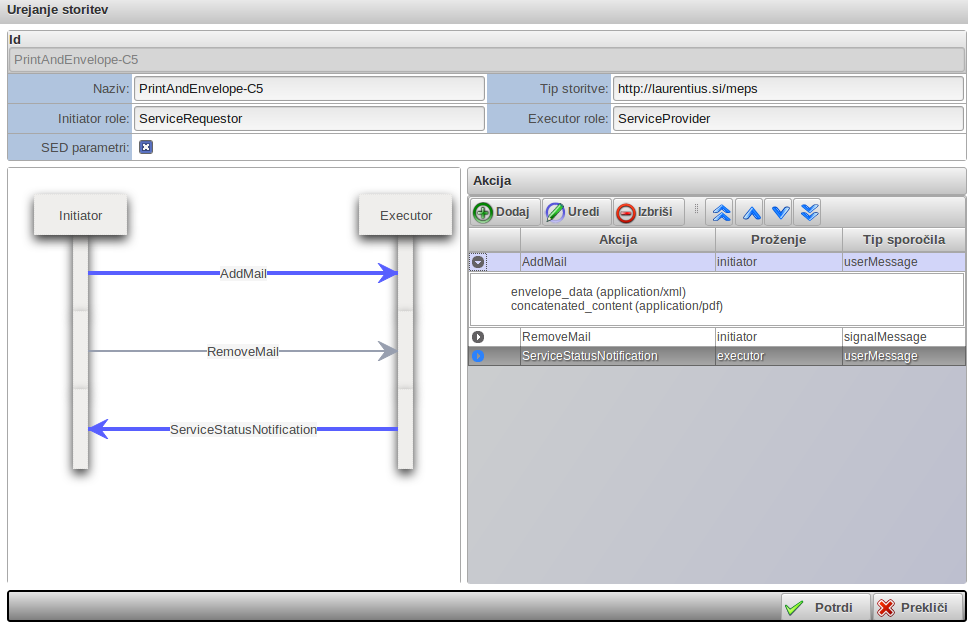 Urejanje storitev
Id
PrintAndEnvelope-C5
Naziv: PrintAndEnvelope-C5 Tip storitve: http://laurentius.si/meps
Initiator role: ServiceRequestor Executor role: ServiceProvider
SED parametri:
Initiator Executor
AddMail
RemoveMail
ServiceStatusNotification
Akcija
Dodaj Uredi Izbriši
Akcija Proženje Tip sporočila
AddMail initiator userMessage
envelope_data (application/xml)
concatenated_content (application/pdf)
RemoveMail initiator signalMessage
ServiceStatusNotification executor userMessage
Potrdi Prekliči